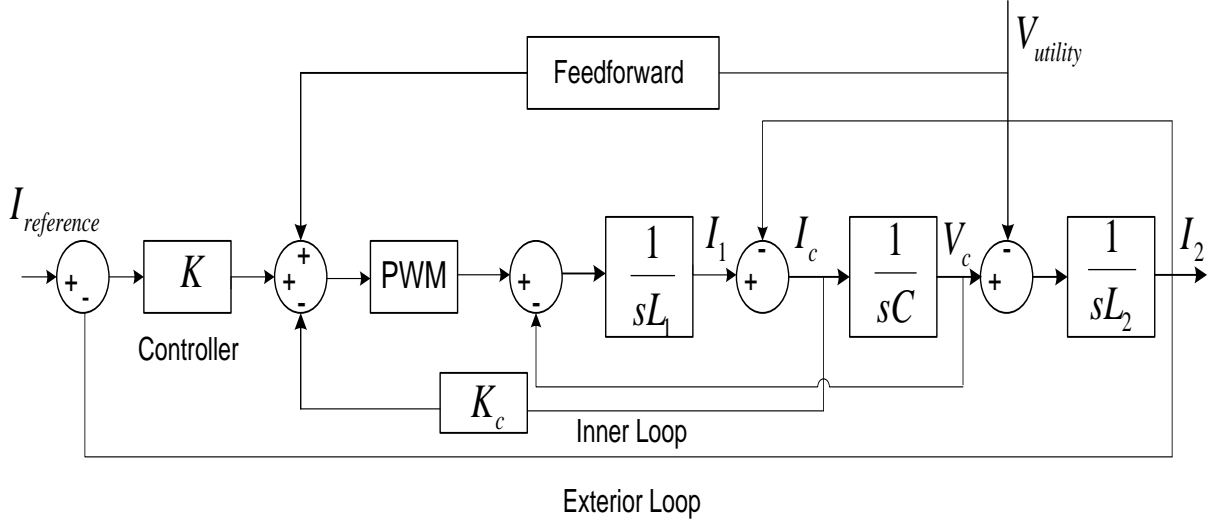 V_utility
Feedforward
I_reference
+
-
K
Controller
+
+
-
PWM
+
-
1
sL_1
I_1
-
+
I_c
1
sC
V_c
-
+
1
sL_2
I_2
K_c
Inner Loop
Exterior Loop